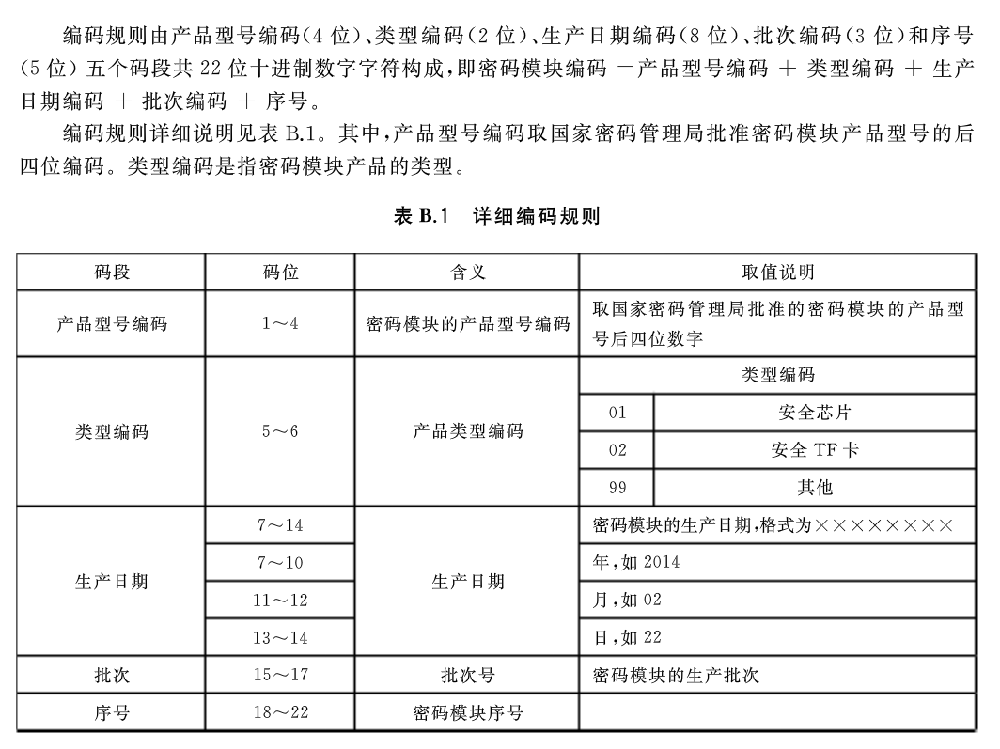 编码规则由产品型号编码(4 位)、类型编码(2 位)、生产日期编码(8 位)、批次编码(3 位)和序号
(5 位) 五个码段共 22 位十进制数字字符构成,即密码模块编码 =产品型号编码 + 类型编码 + 生产
日期编码 + 批次编码 + 序号。
编码规则详细说明见表 B.1。其中,产品型号编码取国家密码管理局批准密码模块产品型号的后
四位编码。类型编码是指密码模块产品的类型。
表 B.1 详细编码规则
码段 码位 含义 取值说明
产品型号编码 1～4 密码模块的产品型号编码 取国家密码管理局批准的密码模块的产品型
号后四位数字
类型编码 5～6 产品类型编码 类型编码
01 安全芯片
02 安全 TF 卡
99 其他
生产日期 7～14 生产日期 密码模块的生产日期,格式为××××××××
7～10 年,如 2014
11～12 月,如 02
13～14 日,如 22
批次 15～17 批次号 密码模块的生产批次
序号 18～22 密码模块序号